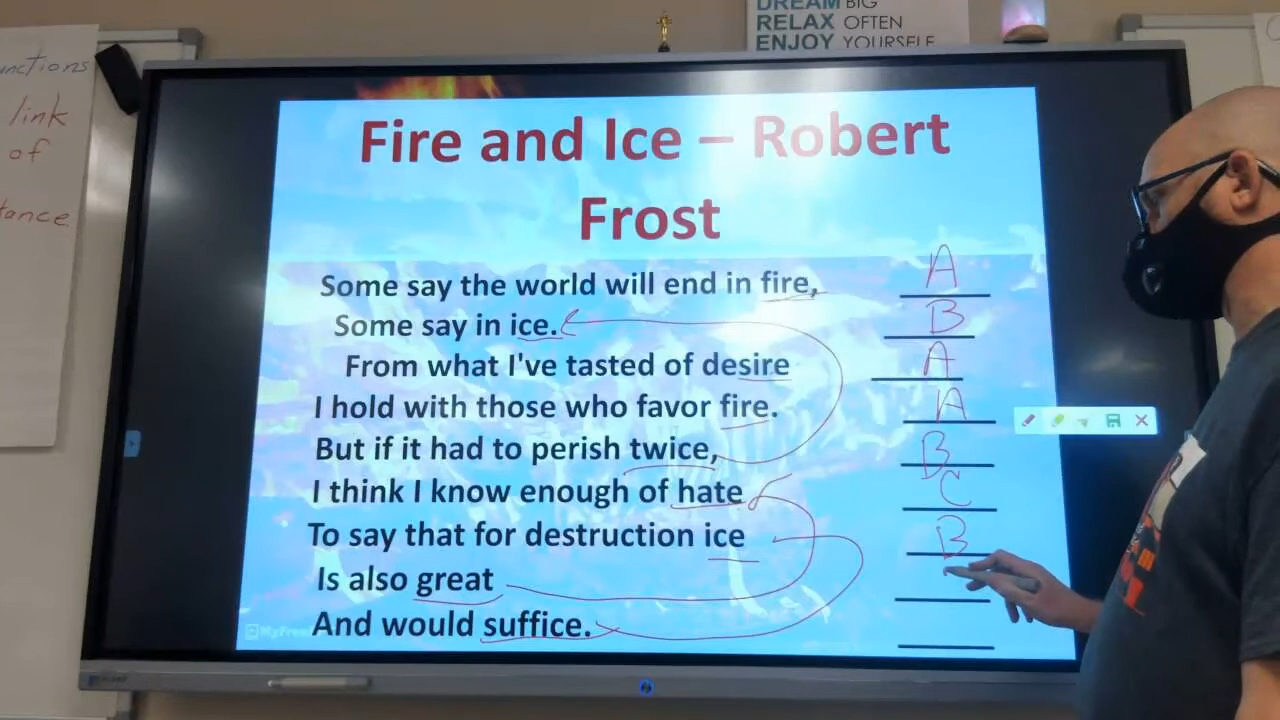 DREAM BIG
RELAX OFTEN
ENJOY YOURSELF
link
of
Fire and Ice – Robert
Frost
Some say the world will end in fire, A
Some say in ice. B
From what I've tasted of desire A
I hold with those who favor fire. A
But if it had to perish twice, B
I think I know enough of hate C
To say that for destruction ice B
Is also great
And would suffice.